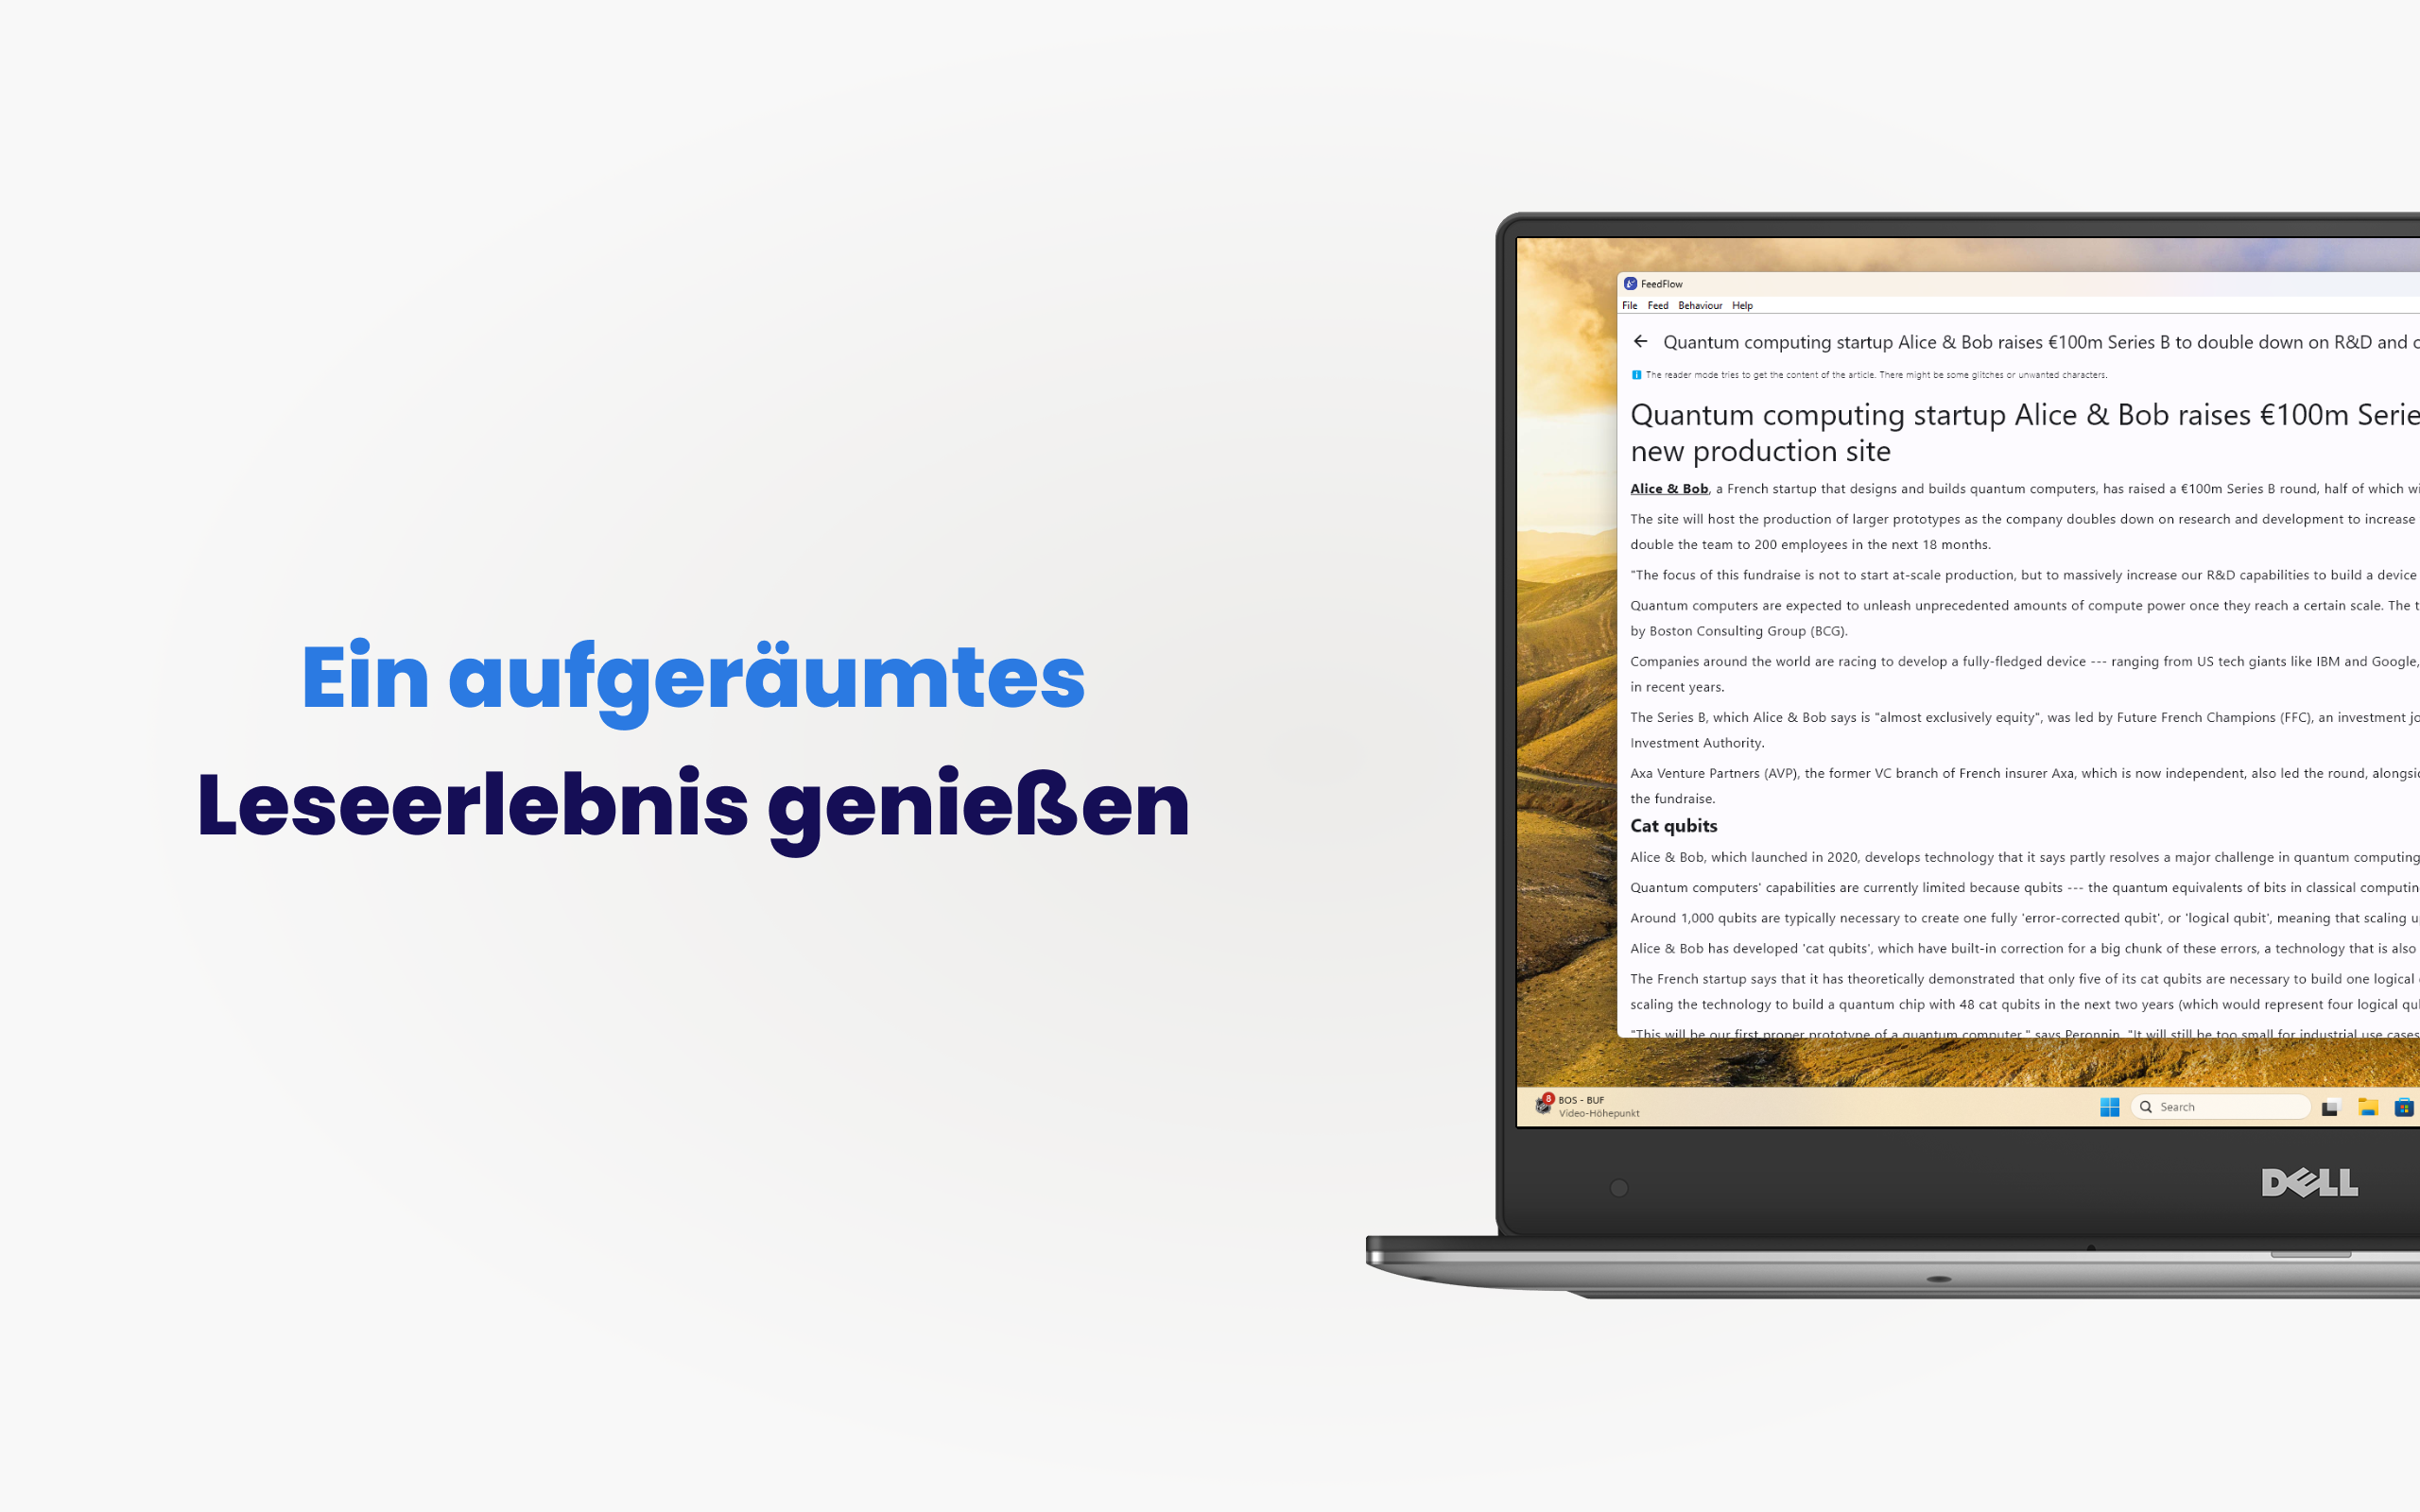 Ein aufgeräumtes
Leseerlebnis genießen
FeedFlow
File Feed Behaviour Help
Quantum computing startup Alice & Bob raises €100m Series B to double down on R&D and
The reader mode tries to get the content of the article. There might be some glitches or unwanted characters.
Quantum computing startup Alice & Bob raises €100m Serie
new production site
Alice & Bob, a French startup that designs and builds quantum computers, has raised a €100m Series B round, half of which wi
The site will host the production of larger prototypes as the company doubles down on research and development to increase
double the team to 200 employees in the next 18 months.
"The focus of this fundraise is not to start at-scale production, but to massively increase our R&D capabilities to build a device
Quantum computers are expected to unleash unprecedented amounts of compute power once they reach a certain scale. The t
by Boston Consulting Group (BCG).
Companies around the world are racing to develop a fully-fledged device --- ranging from US tech giants like IBM and Google,
in recent years.
The Series B, which Alice & Bob says is "almost exclusively equity", was led by Future French Champions (FFC), an investment jo
Investment Authority.
Axa Venture Partners (AVP), the former VC branch of French insurer Axa, which is now independent, also led the round, alongsi
the fundraise.
Cat qubits
Alice & Bob, which launched in 2020, develops technology that it says partly resolves a major challenge in quantum computing
Quantum computers' capabilities are currently limited because qubits --- the quantum equivalents of bits in classical computin
Around 1,000 qubits are typically necessary to create one fully 'error-corrected qubit', or 'logical qubit', meaning that scaling u
Alice & Bob has developed 'cat qubits', which have built-in correction for a big chunk of these errors, a technology that is also
The French startup says that it has theoretically demonstrated that only five of its cat qubits are necessary to build one logical
scaling the technology to build a quantum chip with 48 cat qubits in the next two years (which would represent four logical qu
"This will be our first proper prototype of a quantum computer," says Peronnin. "It will still be too small for industrial use cases
8
BOS - BUF
Video-Höhepunkt
Search
DELL